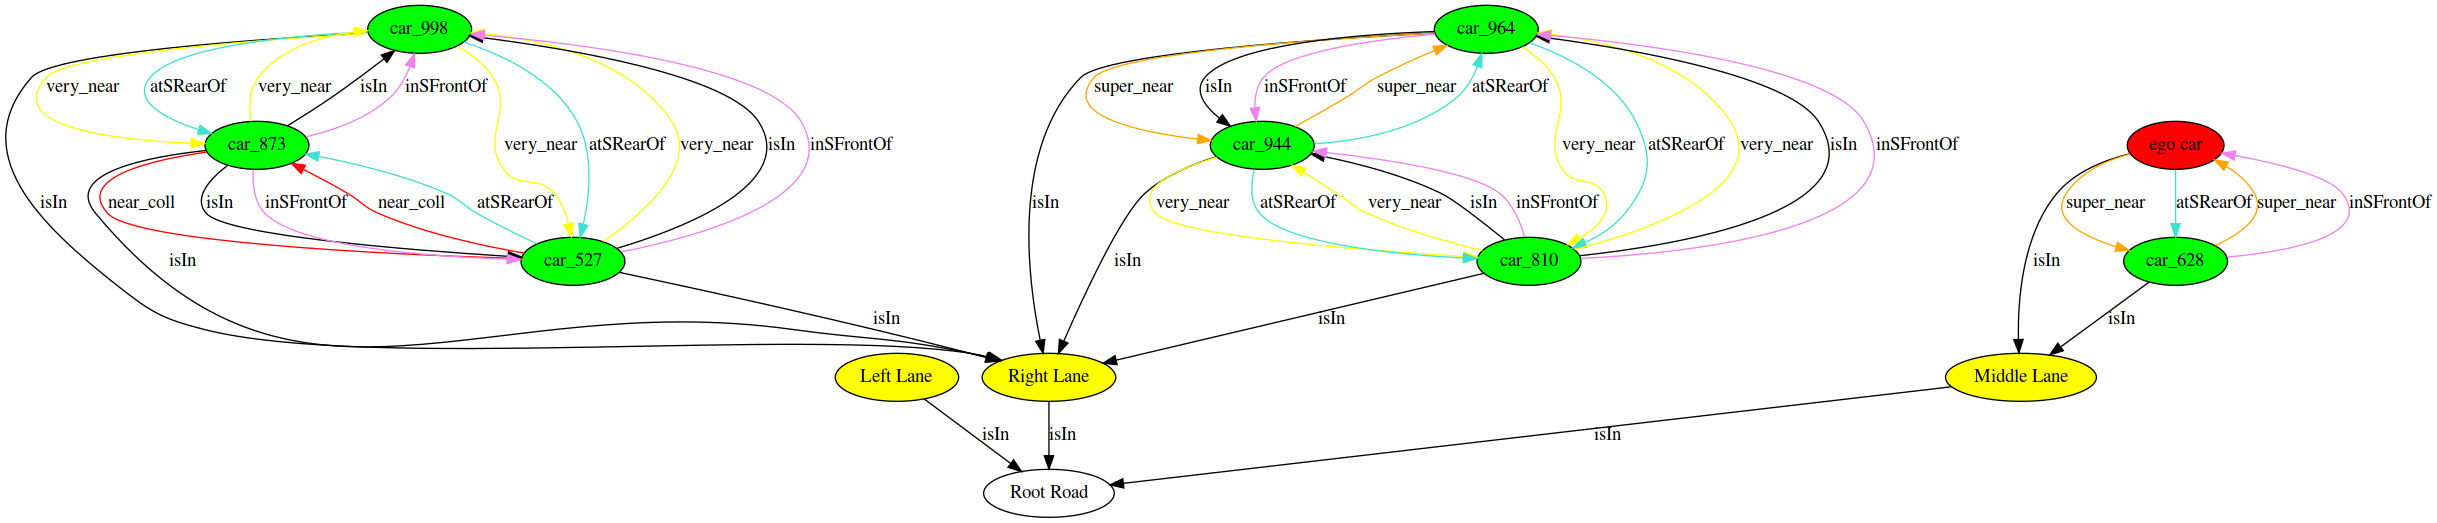 car_998
car_964
very_near
atSRearOf
very_near
isIn
inSFrontOf
super_near
isIn
inSFrontOf
super_near
atSRearOf
car_873
very_near
atSRearOf
very_near
isIn
inSFrontOf
car_944
very_near
atSRearOf
very_near
isIn
inSFrontOf
ego car
isIn
near_coll
isIn
inSFrontOf
near_coll
atSRearOf
isIn
very_near
atSRearOf
very_near
isIn
inSFrontOf
super_near
atSRearOf
super_near
inSFrontOf
isIn
car_527
isIn
car_810
isIn
car_628
isIn
isIn
isIn
Left Lane
Right Lane
Middle Lane
isIn
isIn
isIn
Root Road